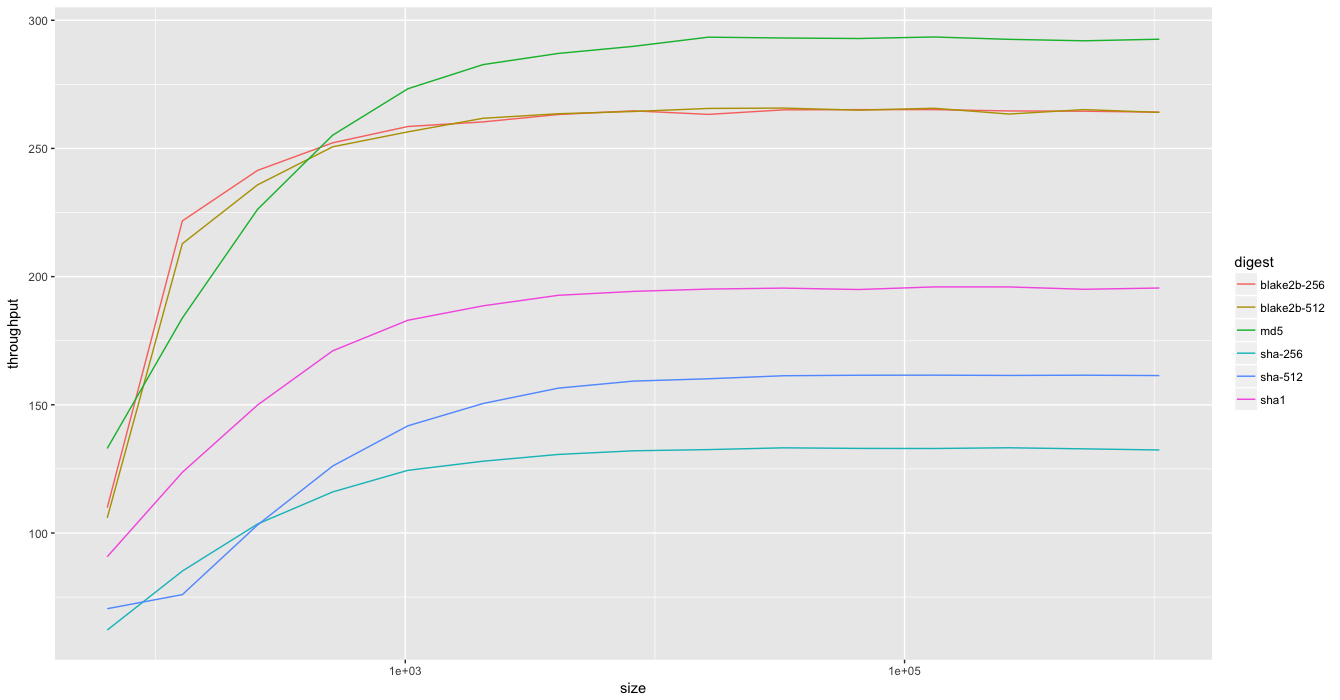 300
250
200
150
100
throughput
1e+03
1e+05
size
digest
blake2b-256
blake2b-512
md5
sha-256
sha-512
sha1